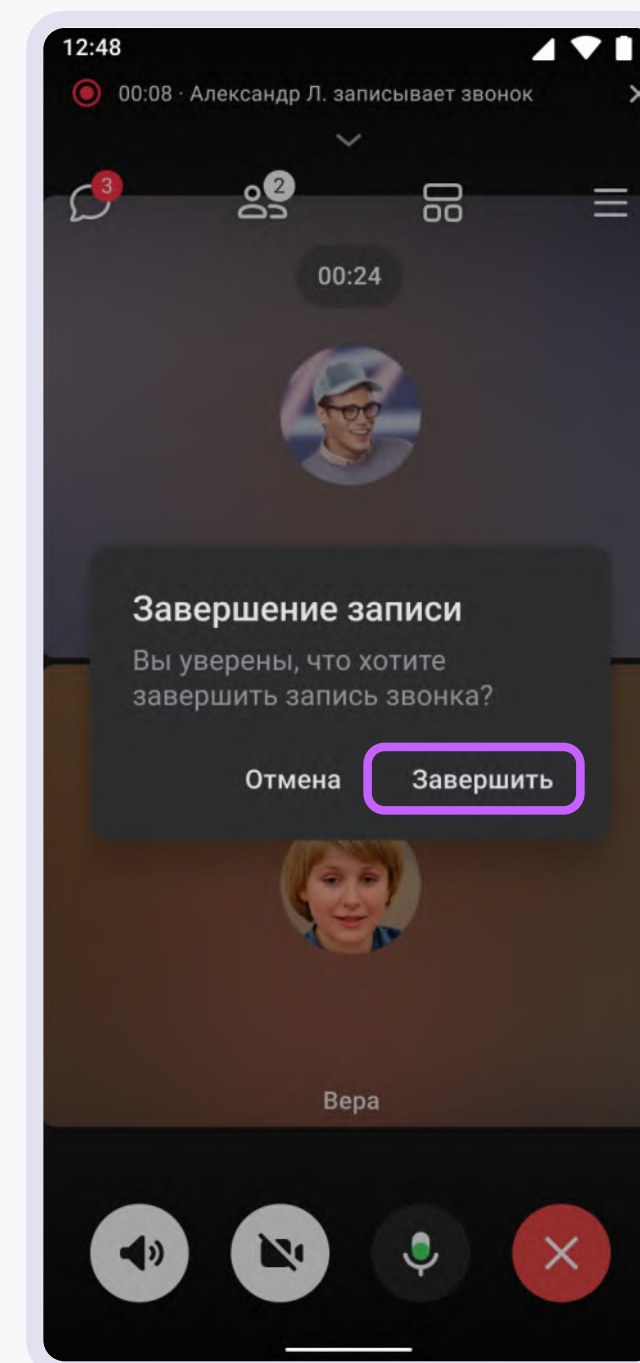 12:48
00:08 · Александр Л. записывает звонок
3
2
00:24
Завершение записи
Вы уверены, что хотите
завершить запись звонка?
Отмена Завершить
Вера